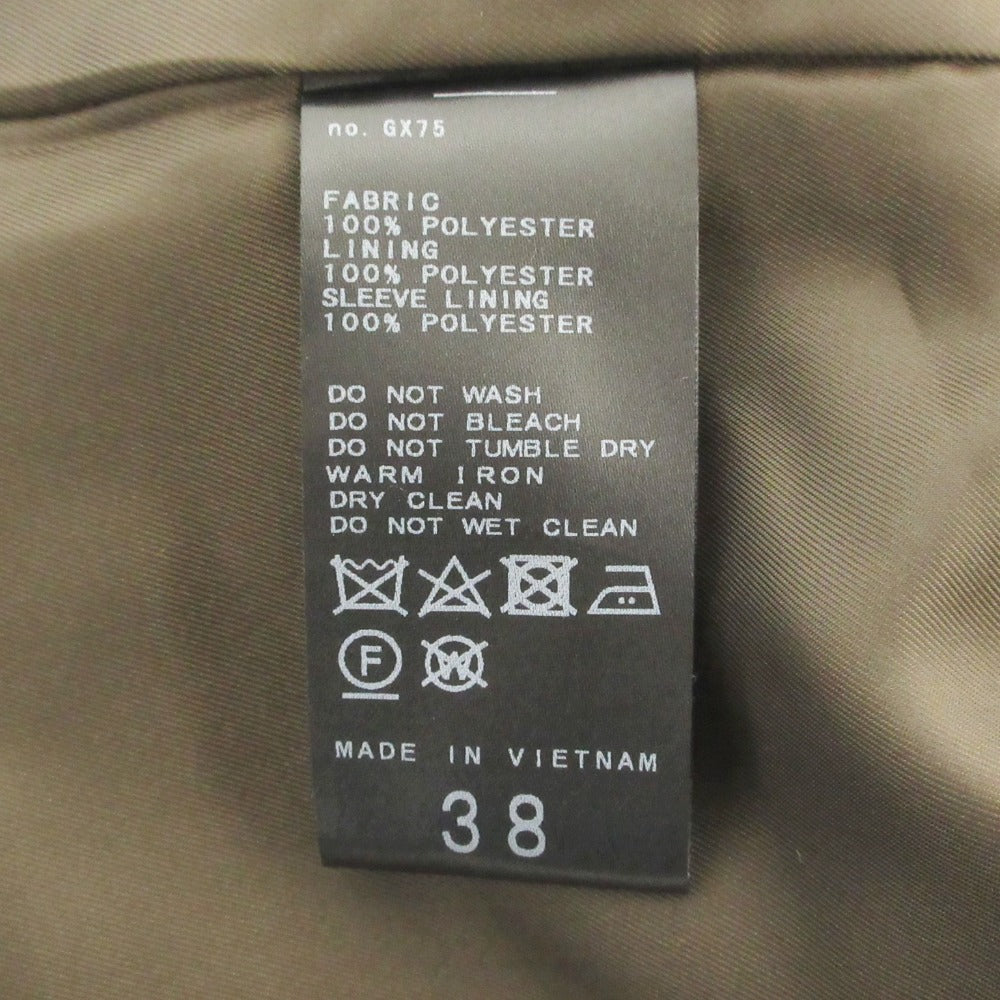 no. GX75
FABRIC
100% POLYESTER
LINING
100% POLYESTER
SLEEVE LINING
100% POLYESTER
DO NOT WASH
DO NOT BLEACH
DO NOT TUMBLE DRY
WARM IRON
DRY CLEAN
DO NOT WET CLEAN
F W
MADE IN VIETNAM
38